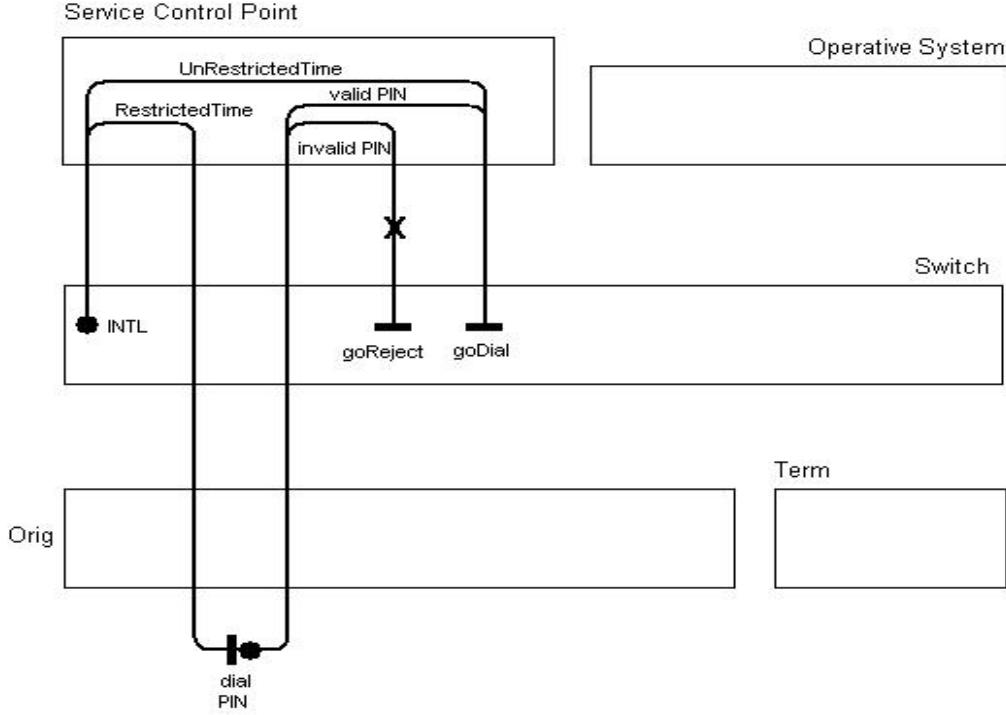 Service Control Point
Operative System
UnRestrictedTime
valid PIN
RestrictedTime
invalid PIN
Switch
INTL
goReject
goDial
Term
Orig
dial
PIN